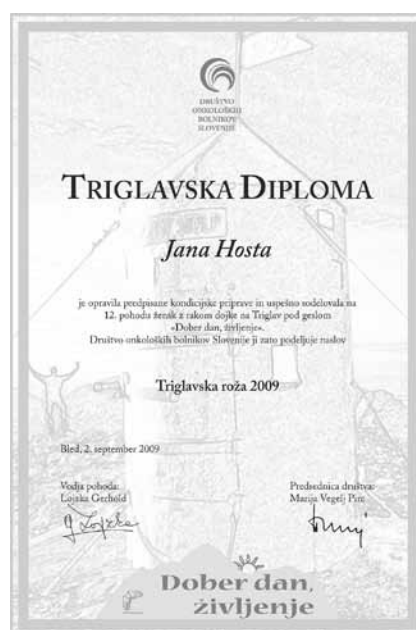 DRUŠTVO
ONKOLOŠKIH
BOLNIKOV
SLOVENIJE
TRIGLAVSKA DIPLOMA
Jana Hosta
je opravila predpisane kondicijske priprave in uspešno sodelovala na
12. pohodu žensk z rakom dojke na Triglav pod geslom
»Dober dan, življenje«.
Društvo onkoloških bolnikov Slovenije ji zato podeljuje naslov
Triglavska roža 2009
Bled, 2. september 2009
Vodja pohoda:
Lojzka Gerhold
Predsednica društva:
Marija Vegelj Pirc
Dober dan,
življenje